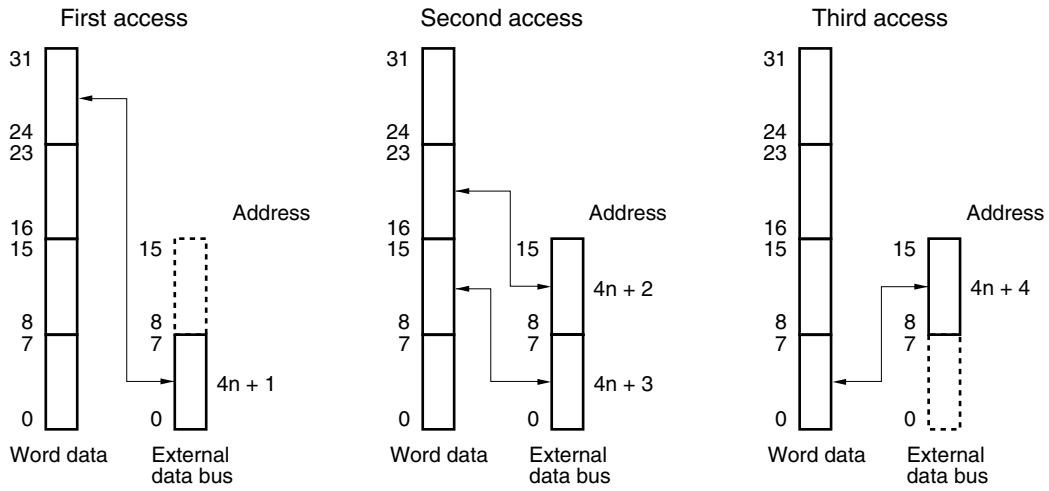 First access
31
24
23
16
15
8
7
0
Word data
Address
15
8
7
0
4n + 1
External
data bus
Second access
31
24
23
16
15
8
7
0
Word data
Address
15
8
7
0
4n + 2
4n + 3
External
data bus
Third access
31
24
23
16
15
8
7
0
Word data
Address
15
8
7
0
4n + 4
External
data bus